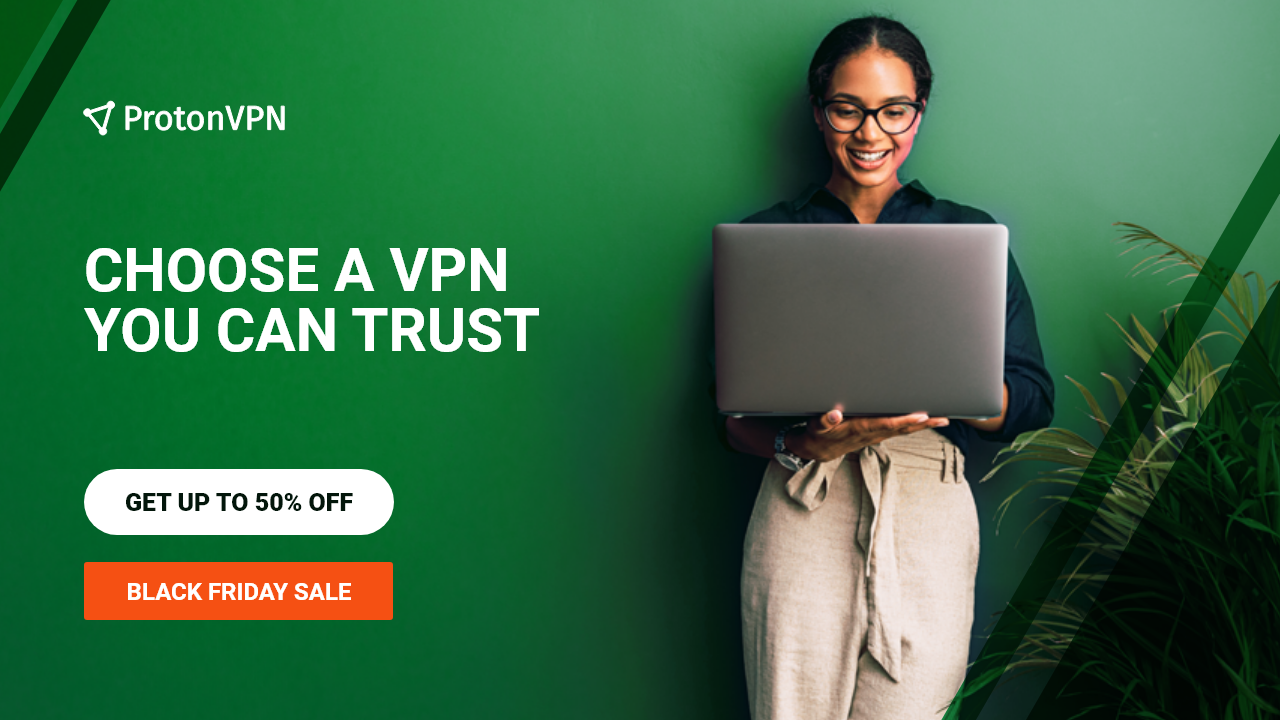 ProtonVPN
CHOOSE A VPN
YOU CAN TRUST
GET UP TO 50% OFF
BLACK FRIDAY SALE